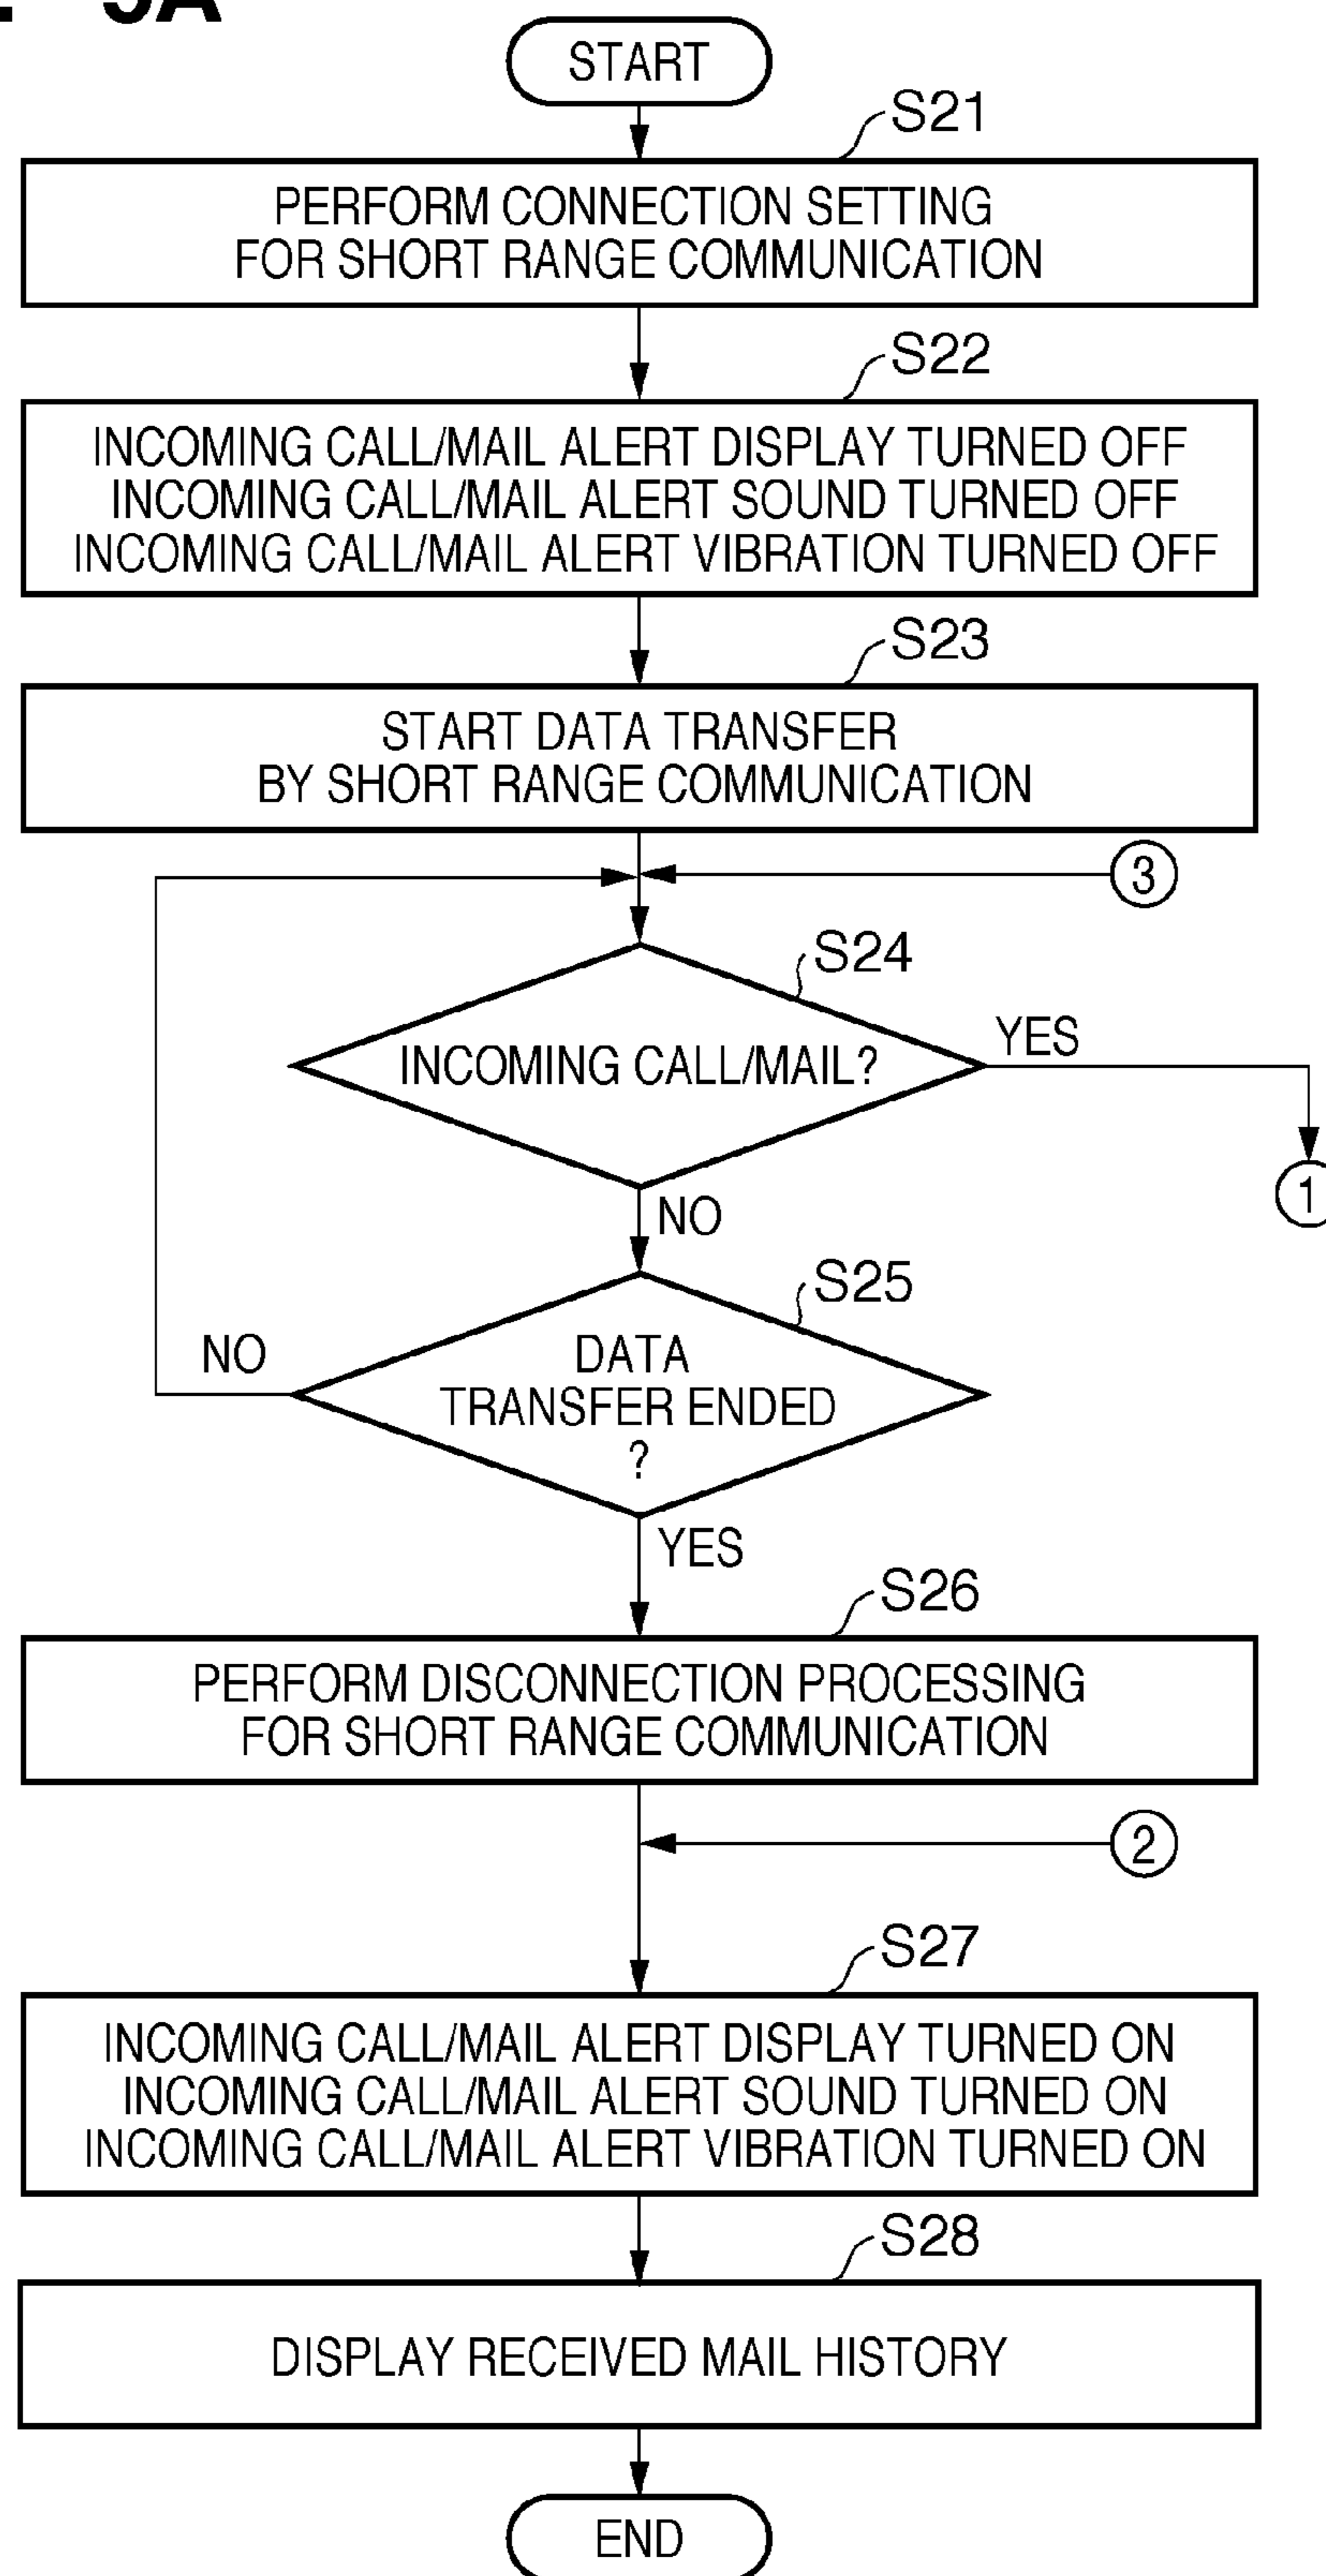 START
S21
PERFORM CONNECTION SETTING
FOR SHORT RANGE COMMUNICATION
S22
INCOMING CALL/MAIL ALERT DISPLAY TURNED OFF
INCOMING CALL/MAIL ALERT SOUND TURNED OFF
INCOMING CALL/MAIL ALERT VIBRATION TURNED OFF
S23
START DATA TRANSFER
BY SHORT RANGE COMMUNICATION
3
S24
INCOMING CALL/MAIL?
YES
1
NO
S25
DATA
TRANSFER ENDED
?
NO
YES
S26
PERFORM DISCONNECTION PROCESSING
FOR SHORT RANGE COMMUNICATION
2
S27
INCOMING CALL/MAIL ALERT DISPLAY TURNED ON
INCOMING CALL/MAIL ALERT SOUND TURNED ON
INCOMING CALL/MAIL ALERT VIBRATION TURNED ON
S28
DISPLAY RECEIVED MAIL HISTORY
END